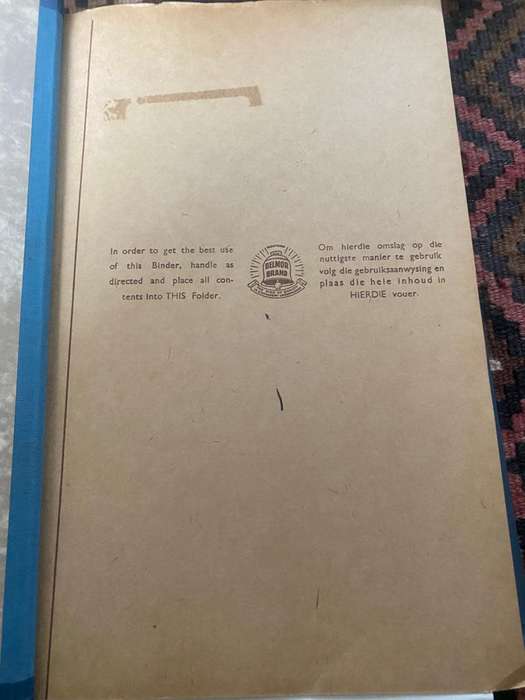 In order to get the best use
of this Binder, handle as
directed and place all con-
tents into THIS Folder.
BELMOR
BRAND
Om hierdie omslag op die
nuttigste manier te gebruik
volg die gebruiksaanwysing en
plaas die hele inhoud in
HIERDIE vouer.